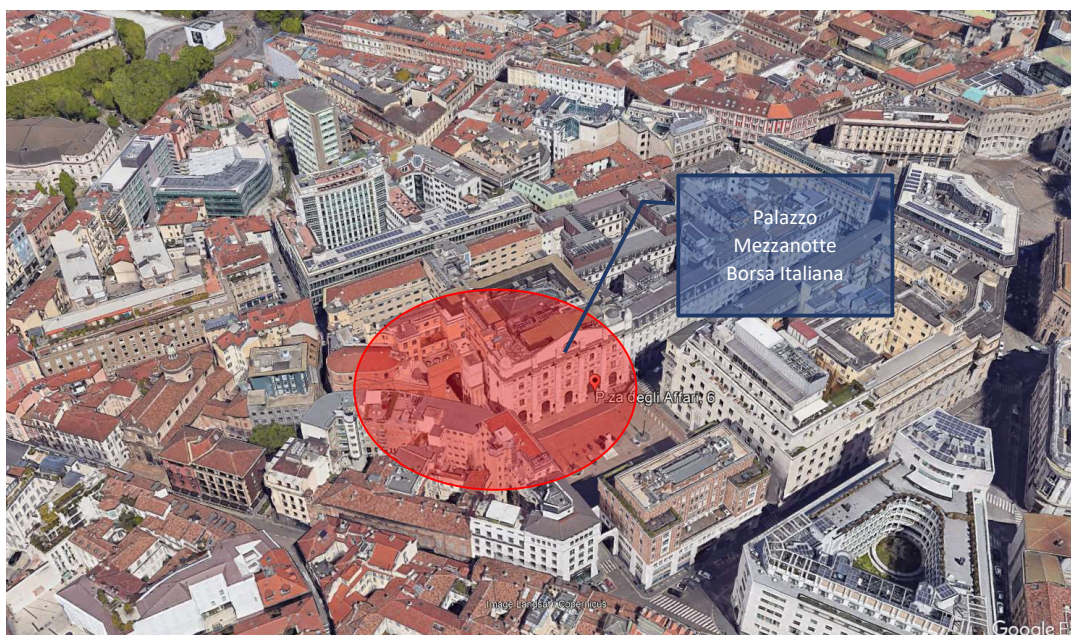 Palazzo
Mezzanotte
Borsa Italiana
P.za degli Affari, 6
Image Landsat / Copernicus
Google E